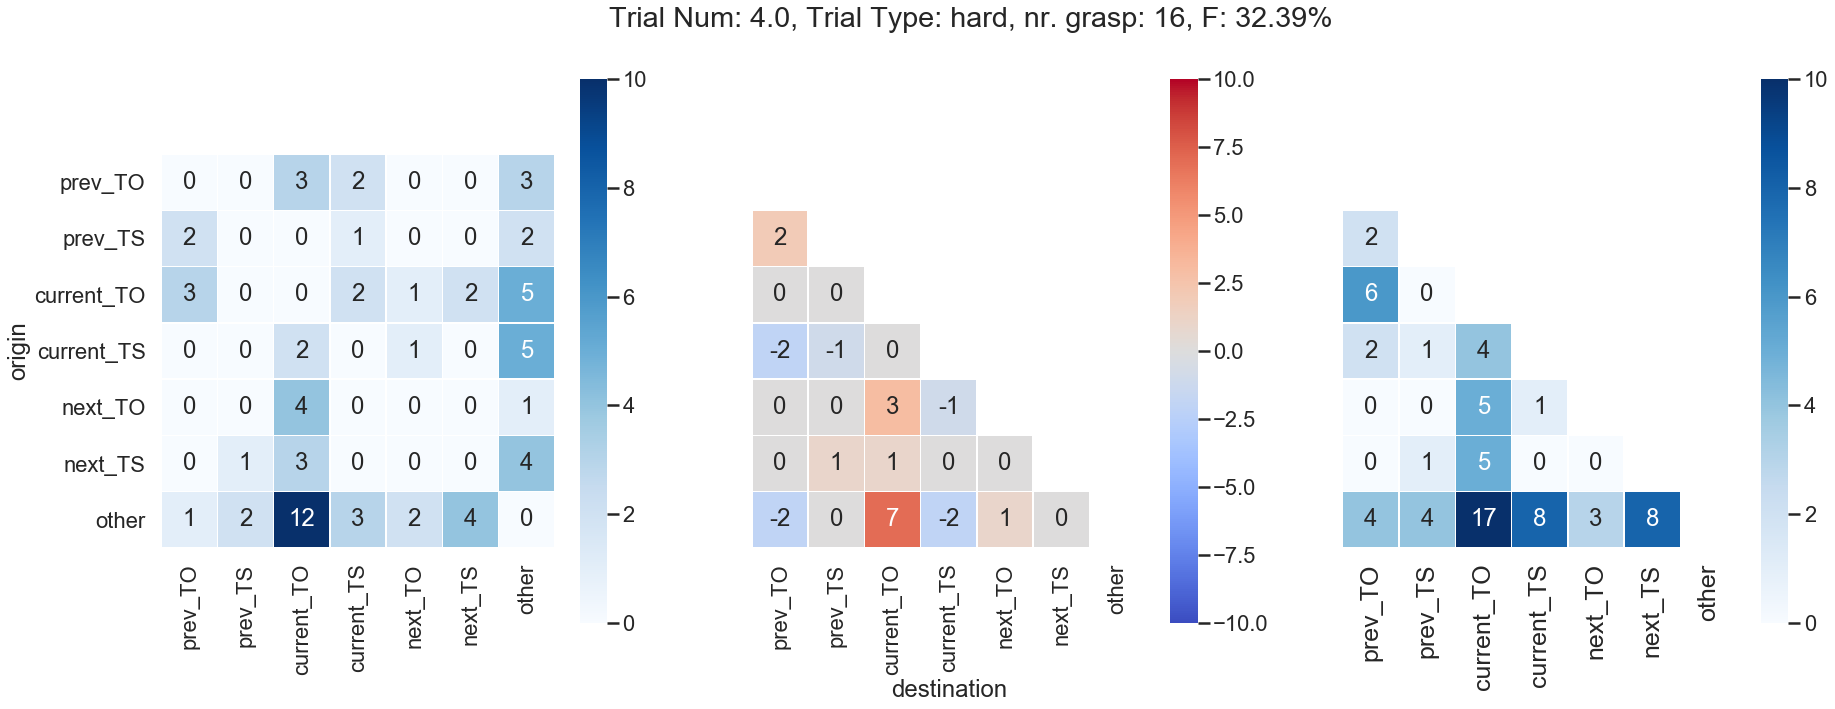 Trial Num: 4.0, Trial Type: hard, nr. grasp: 16, F: 32.39%
origin
prev_TO 0 0 3 2 0 0 3
prev_TS 2 0 0 1 0 0 2
current_TO 3 0 0 2 1 2 5
current_TS 0 0 2 0 1 0 5
next_TO 0 0 4 0 0 0 1
next_TS 0 1 3 0 0 0 4
other 1 2 12 3 2 4 0
prev_TO prev_TS current_TO current_TS next_TO next_TS other
10
8
6
4
2
0
2
0 0
-2 -1 0
0 0 3 -1
0 1 1 0 0
-2 0 7 -2 1 0
prev_TO prev_TS current_TO current_TS next_TO next_TS other
destination
10.0
7.5
5.0
2.5
0.0
−2.5
−5.0
−7.5
−10.0
2
6 0
2 1 4
0 0 5 1
0 1 5 0 0
4 4 17 8 3 8
prev_TO prev_TS current_TO current_TS next_TO next_TS other
10
8
6
4
2
0